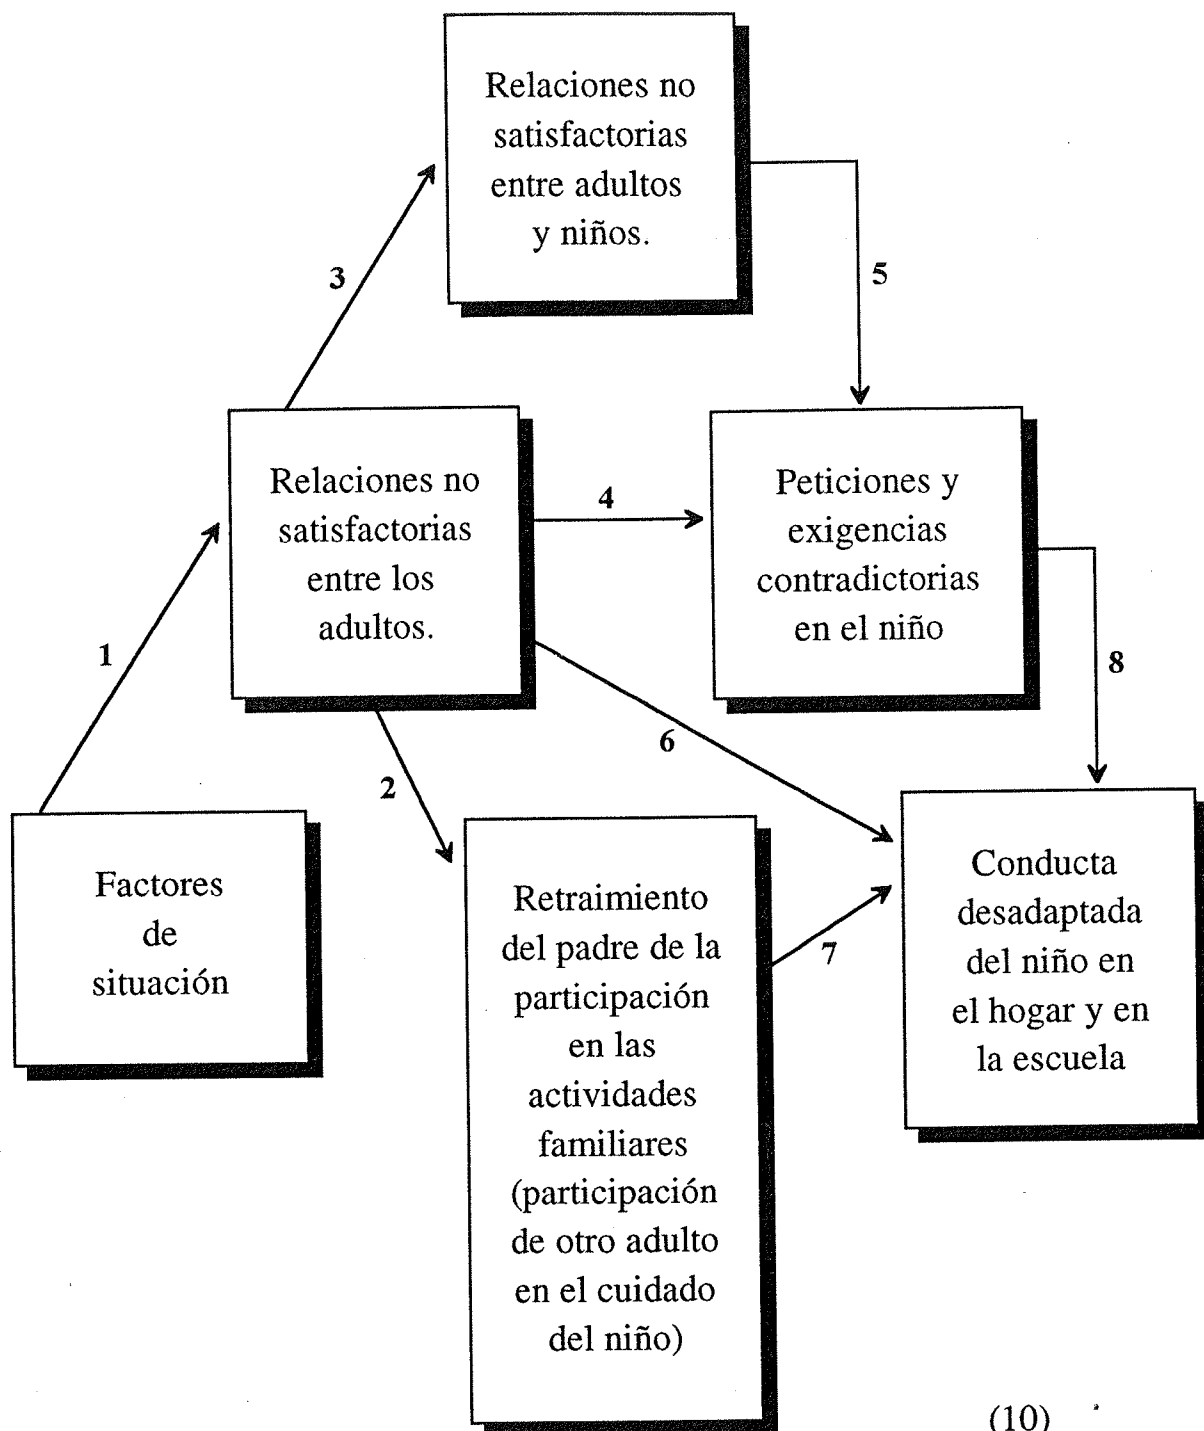 Relaciones no
satisfactorias
entre adultos
y niños.
3
5
Relaciones no
satisfactorias
entre los
adultos.
4
Peticiones y
exigencias
contradictorias
en el niño
1
8
6
2
Factores
de
situación
Retraimiento
del padre de la
participación
en las
actividades
familiares
(participación
de otro adulto
en el cuidado
del niño)
7
Conducta
desadaptada
del niño en
el hogar y en
la escuela
(10)